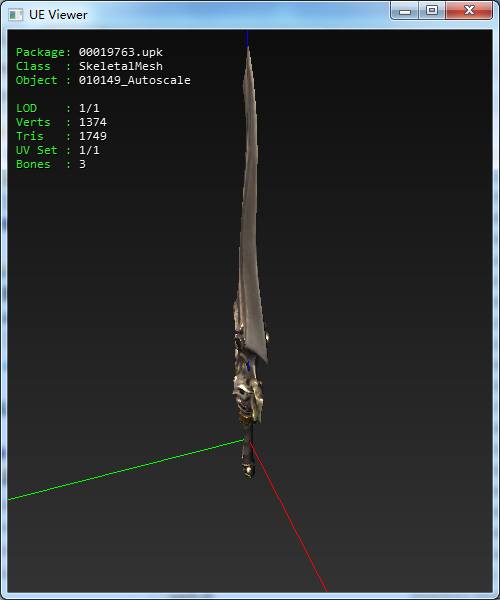 UE Viewer
Package: 00019763.upk
Class  : SkeletalMesh
Object : 010149_Autoscale
LOD    : 1/1
Verts  : 1374
Tris   : 1749
UV Set : 1/1
Bones  : 3